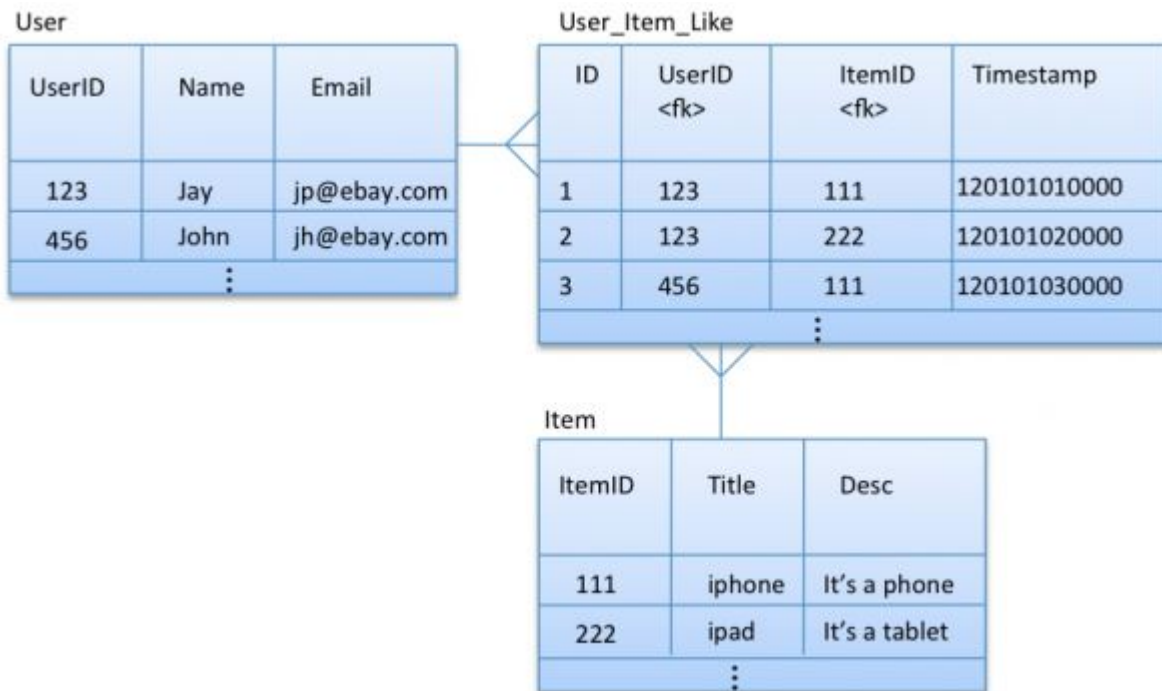 User
UserID Name Email
123 Jay jp@ebay.com
456 John jh@ebay.com
⋮
User_Item_Like
ID UserID ItemID Timestamp
<fk> <fk>
1 123 111 120101010000
2 123 222 120101020000
3 456 111 120101030000
⋮
Item
ItemID Title Desc
111 iphone It's a phone
222 ipad It's a tablet
⋮